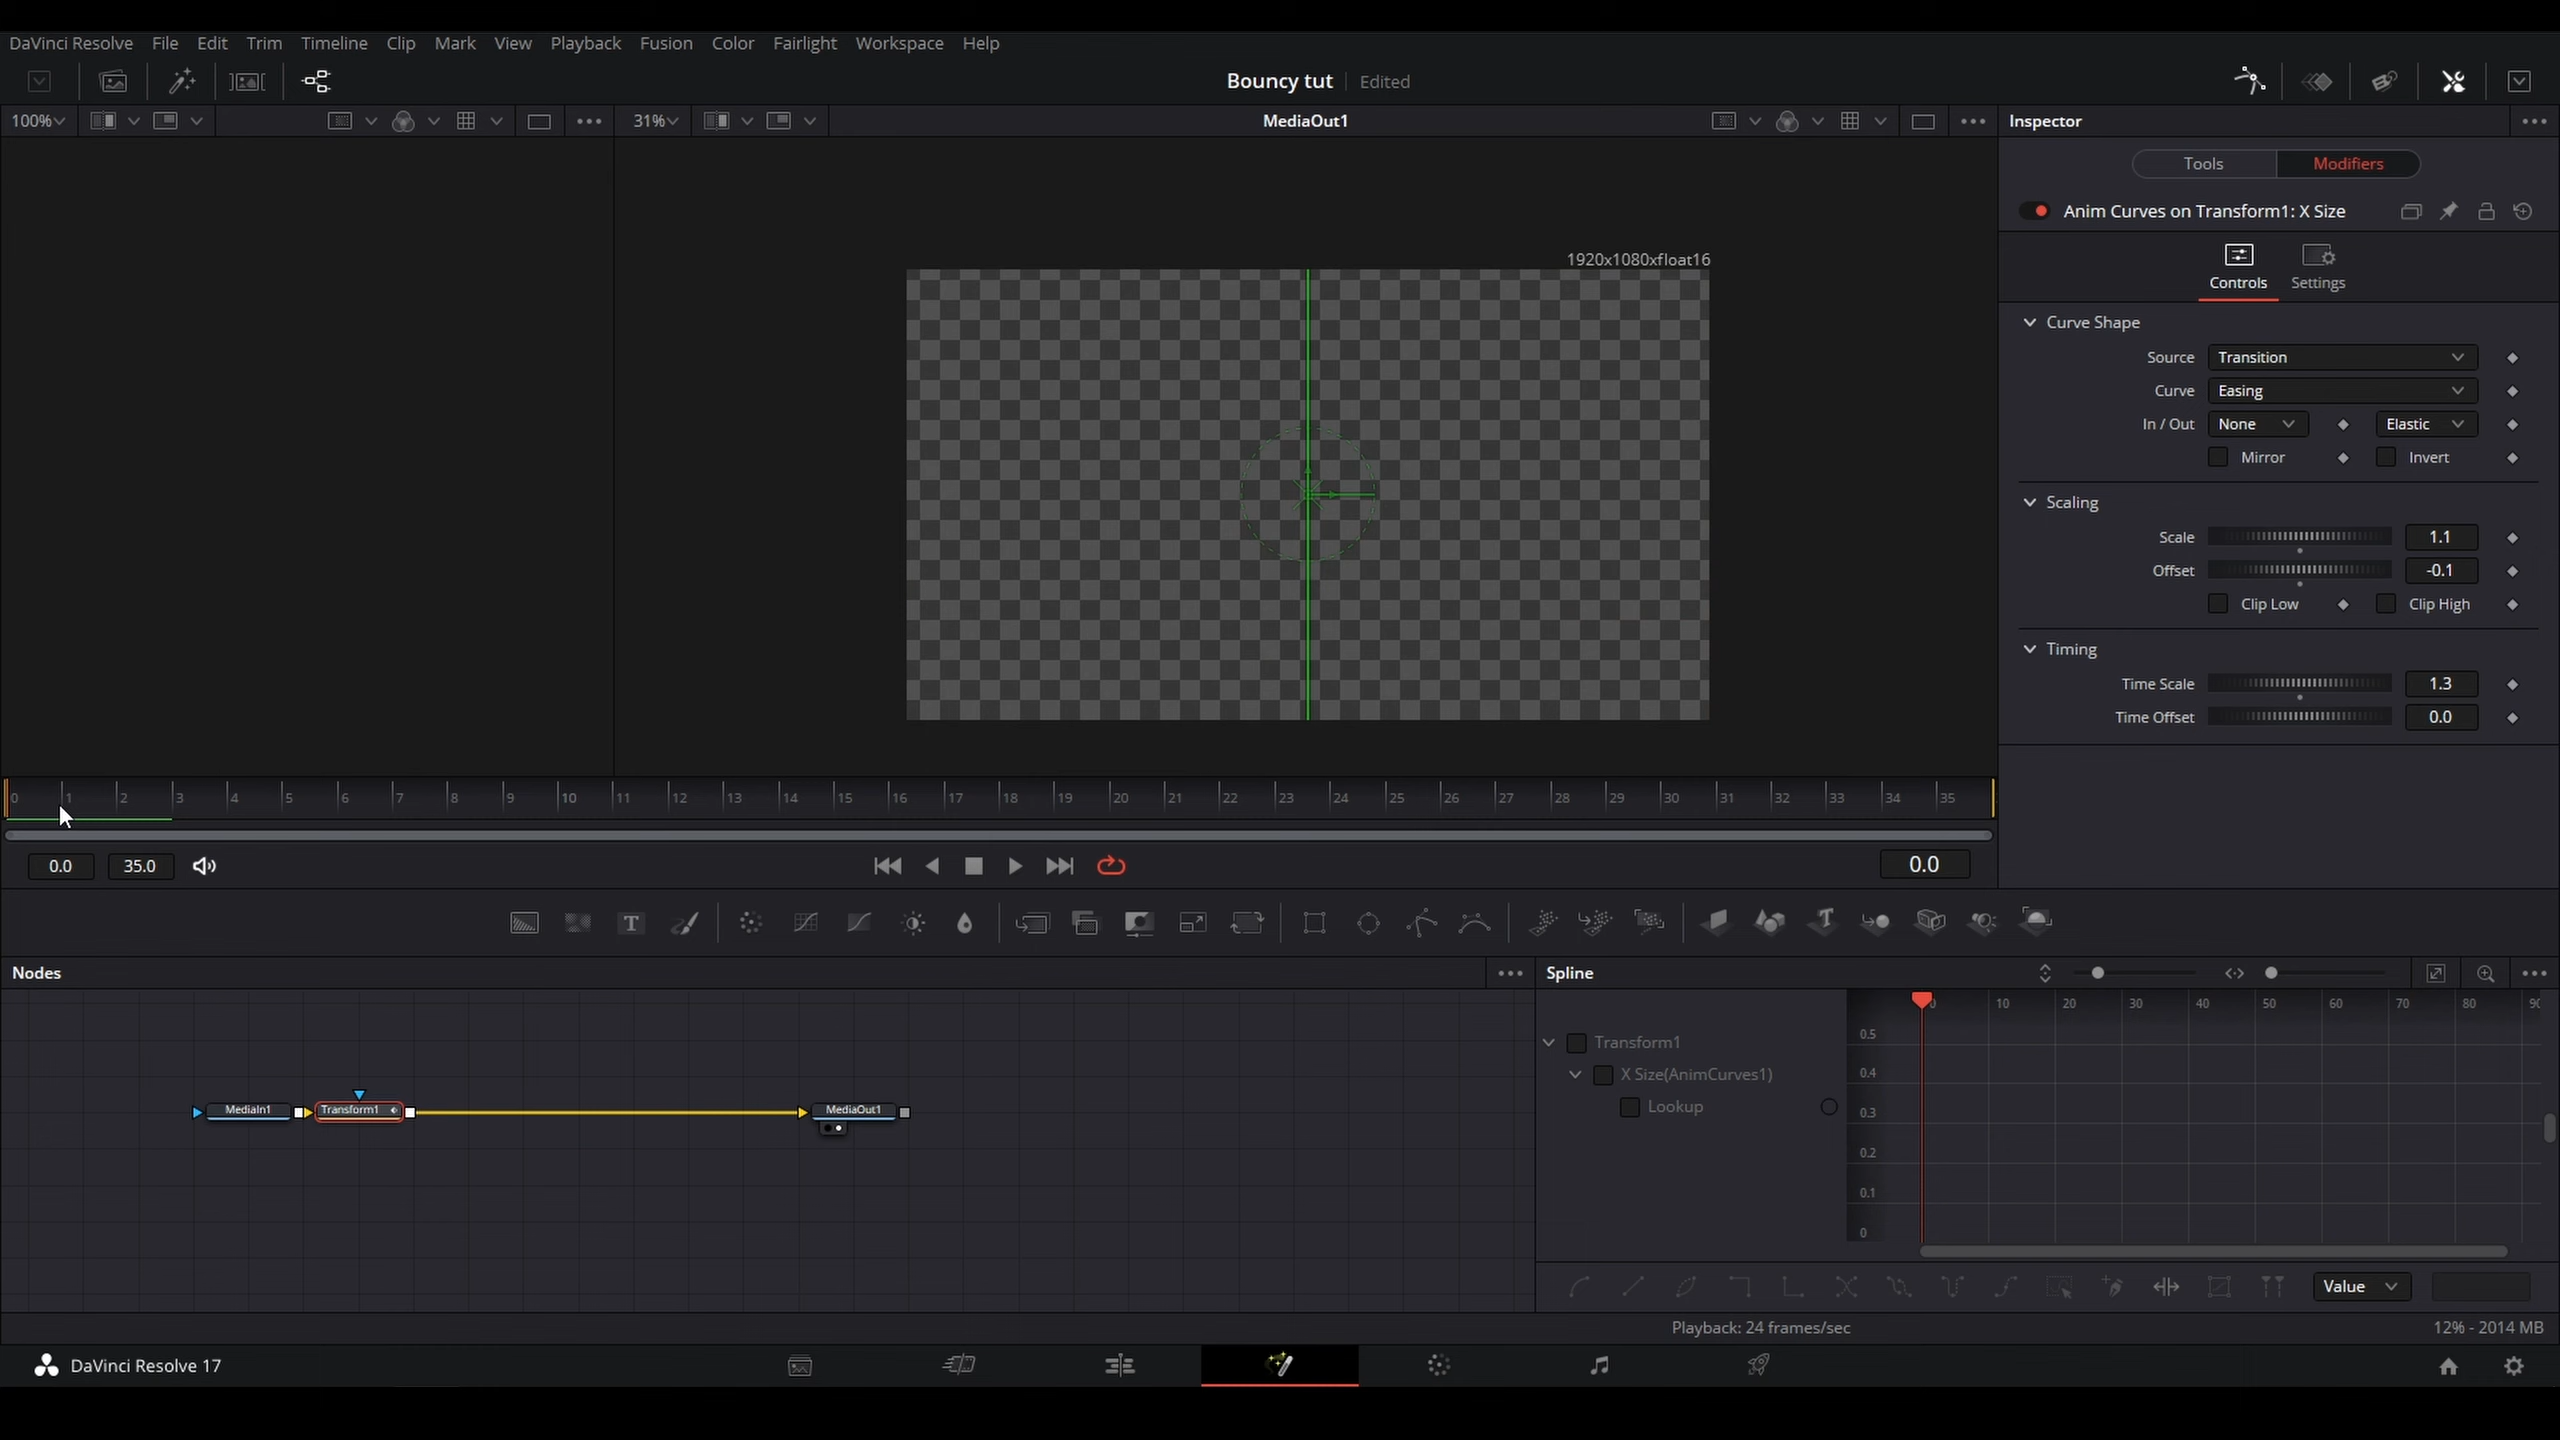 DaVinci Resolve File Edit Trim Timeline Clip Mark View Playback Fusion Color Fairlight Workspace Help
Bouncy tut Edited
100% 31% MediaOut1 Inspector
Tools Modifiers
Anim Curves on Transform1: X Size
1920x1080xfloat16
Controls Settings
Curve Shape
Source Transition
Curve Easing
In / Out None Elastic
Mirror Invert
Scaling
Scale 1.1
Offset -0.1
Clip Low Clip High
Timing
Time Scale 1.3
Time Offset 0.0
0 1 2 3 4 5 6 7 8 9 10 11 12 13 14 15 16 17 18 19 20 21 22 23 24 25 26 27 28 29 30 31 32 33 34 35
0.0 35.0 0.0
Nodes Spline
0 10 20 30 40 50 60 70 80
0.5
Transform1
0.4
X Size(AnimCurves1)
Lookup
0.3
MediaIn1 Transform1 MediaOut1
0.2
0.1
0
Value
Playback: 24 frames/sec 12% - 2014 MB
DaVinci Resolve 17